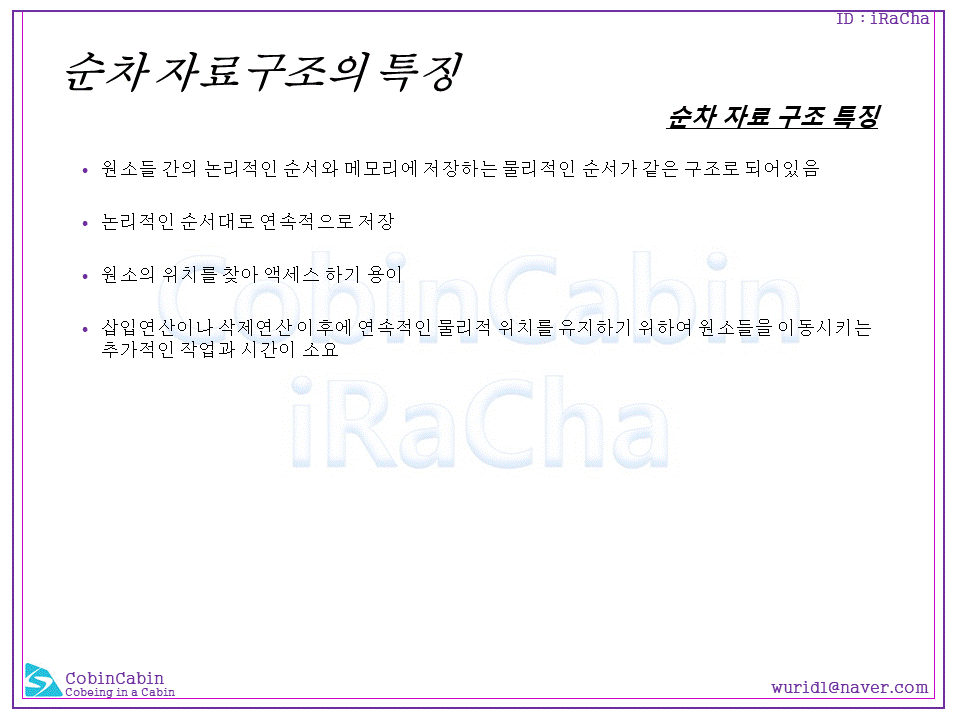 ID : iRaCha
순차 자료구조의 특징
순차 자료 구조 특징
• 원소들 간의 논리적인 순서와 메모리에 저장하는 물리적인 순서가 같은 구조로 되어있음
• 논리적인 순서대로 연속적으로 저장
• 원소의 위치를 찾아 액세스 하기 용이
• 삽입연산이나 삭제연산 이후에 연속적인 물리적 위치를 유지하기 위하여 원소들을 이동시키는
추가적인 작업과 시간이 소요
CobinCabin
iRaCha
CobinCabin
Cobeing in a Cabin
wurid1@naver.com